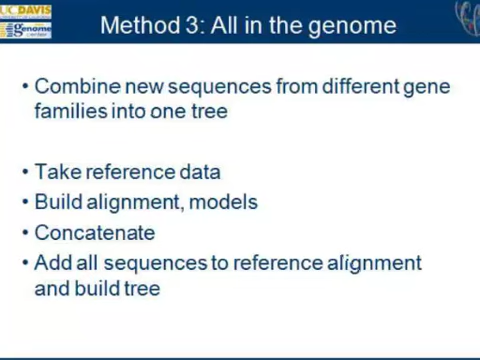 UC DAVIS
genome
Method 3: All in the genome
• Combine new sequences from different gene
families into one tree
• Take reference data
• Build alignment, models
• Concatenate
• Add all sequences to reference alignment
and build tree